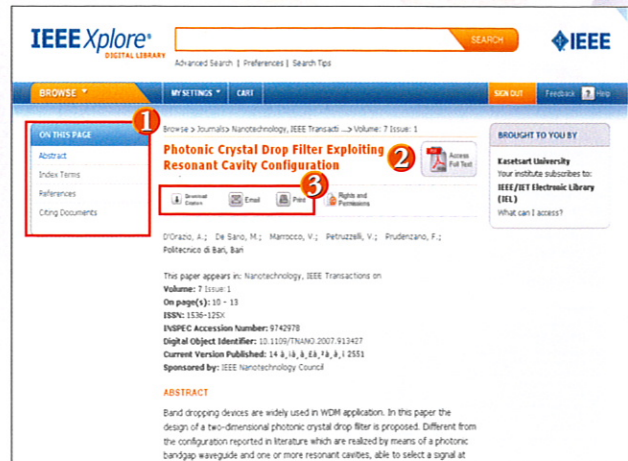 IEEE Xplore®
DIGITAL LIBRARY
SEARCH
IEEE
Advanced Search | Preferences | Search Tips
BROWSE
MY SETTINGS
CART
SIGN OUT
Feedback
? Help
1
ON THIS PAGE
Abstract
Index Terms
References
Citing Documents
Browse > Journals> Nanotechnology, IEEE Transacti ...> Volume: 7 Issue: 1
Photonic Crystal Drop Filter Exploiting
Resonant Cavity Configuration
2
Access
Full Text
3
Download
Citation
Email
Print
Rights and
Permissions
BROUGHT TO YOU BY
Kasetsart University
Your institute subscribes to:
IEEE/IET Electronic Library
(IEL)
What can I access?
D'Orazio, A.; De Sario, M.; Marrocco, V.; Petruzzelli, V.; Prudenzano, F.;
Politecnico di Bari, Bari
This paper appears in: Nanotechnology, IEEE Transactions on
Volume: 7 Issue: 1
On page(s): 10 - 13
ISSN: 1536-125X
INSPEC Accession Number: 9742978
Digital Object Identifier: 10.1109/TNANO.2007.913427
Current Version Published: 14 2551
Sponsored by: IEEE Nanotechnology Council
ABSTRACT
Band dropping devices are widely used in WDM application. In this paper the
design of a two-dimensional photonic crystal drop filter is proposed. Different from
the configuration reported in literature which are realized by means of a photonic
bandgap waveguide and one or more resonant cavities, able to select a signal at